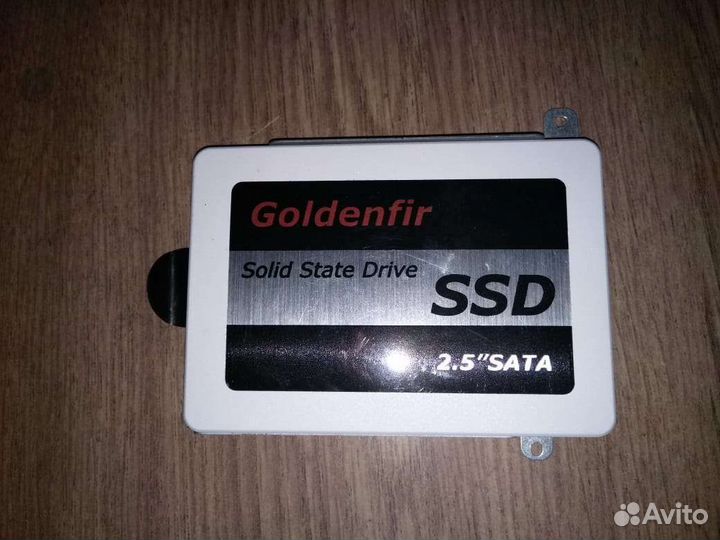 Goldenfir
Solid State Drive
SSD
2.5”SATA
Avito